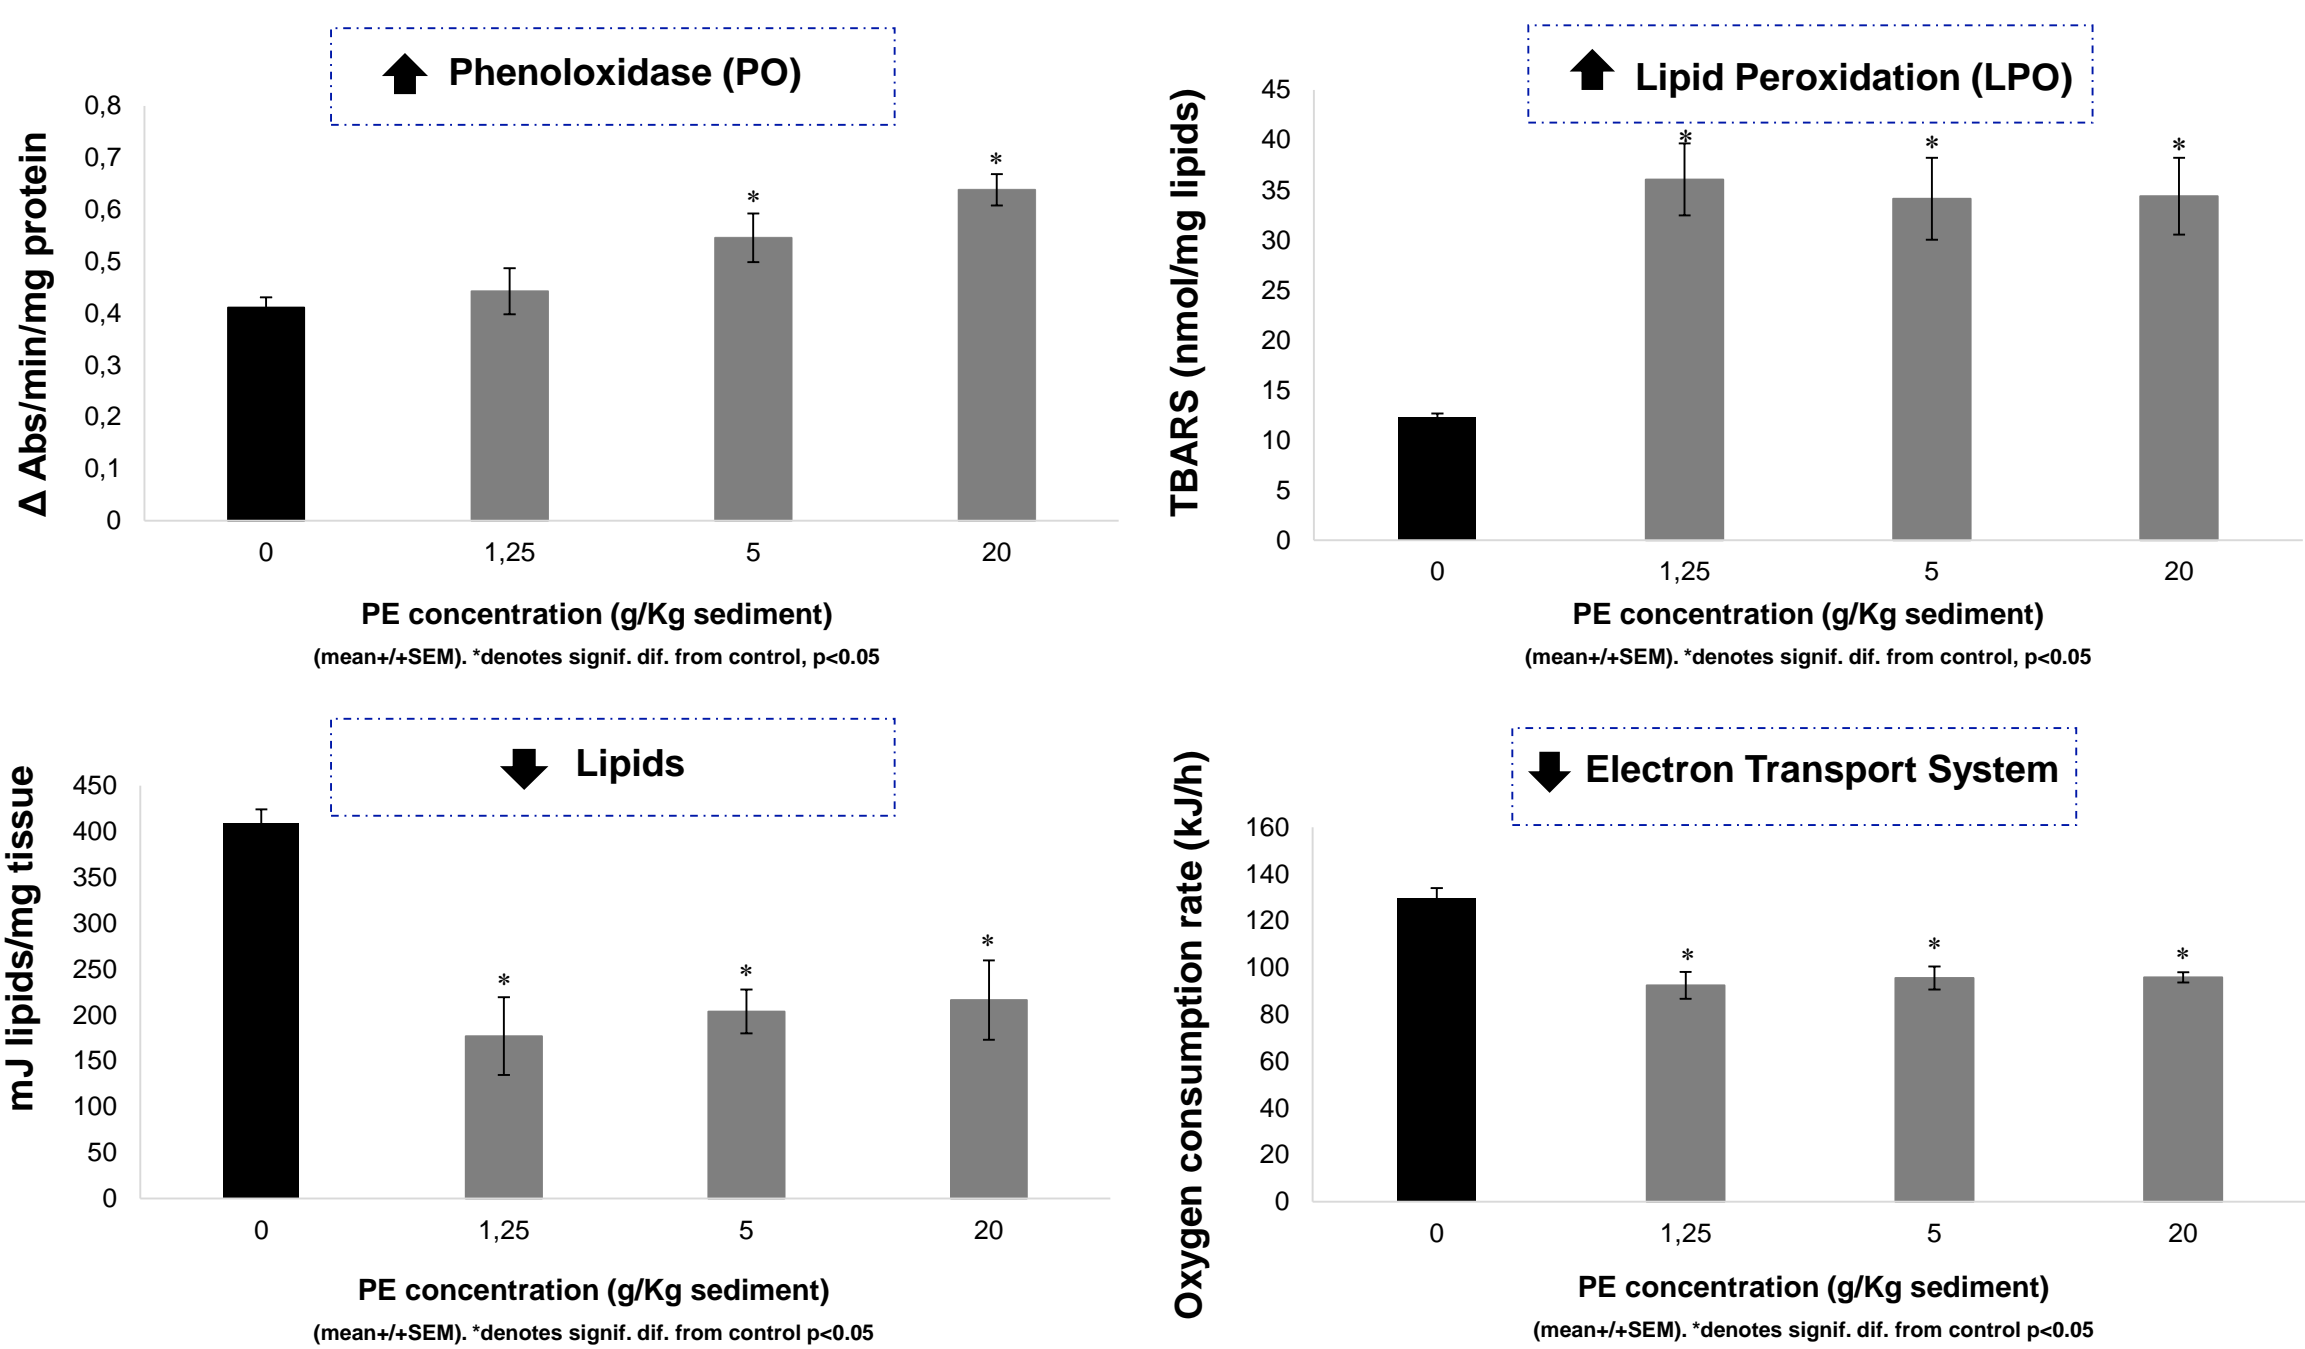 Phenoloxidase (PO)
Δ Abs/min/mg protein
0,8
0,7
0,6
0,5
0,4
0,3
0,2
0,1
0
*
*
0 1,25 5 20
PE concentration (g/Kg sediment)
(mean+/+SEM). *denotes signif. dif. from control, p<0.05
Lipid Peroxidation (LPO)
TBARS (nmol/mg lipids)
45
40
35
30
25
20
15
10
5
0
*
*
*
0 1,25 5 20
PE concentration (g/Kg sediment)
(mean+/+SEM). *denotes signif. dif. from control, p<0.05
Lipids
mJ lipids/mg tissue
450
400
350
300
250
200
150
100
50
0
*
*
*
0 1,25 5 20
PE concentration (g/Kg sediment)
(mean+/+SEM). *denotes signif. dif. from control p<0.05
Electron Transport System
Oxygen consumption rate (kJ/h)
160
140
120
100
80
60
40
20
0
*
*
*
0 1,25 5 20
PE concentration (g/Kg sediment)
(mean+/+SEM). *denotes signif. dif. from control p<0.05